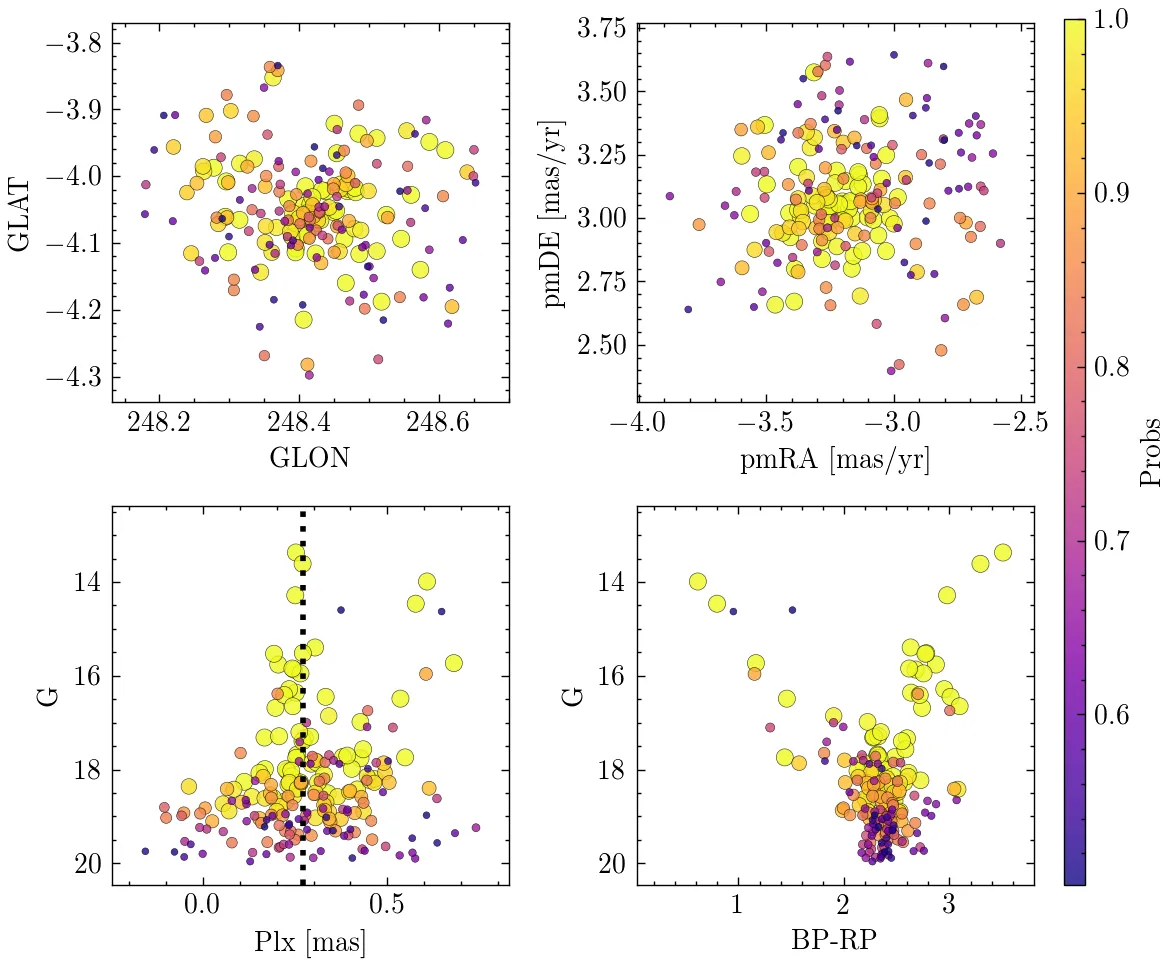 −3.8
−3.9
−4.0
−4.1
−4.2
−4.3
GLAT
248.2 248.4 248.6
GLON
3.75
3.50
3.25
3.00
2.75
2.50
pmDE [mas/yr]
−4.0 −3.5 −3.0 −2.5
pmRA [mas/yr]
14
16
18
20
G
0.0 0.5
Plx [mas]
14
16
18
20
G
1 2 3
BP-RP
1.0
0.9
0.8
0.7
0.6
Probs